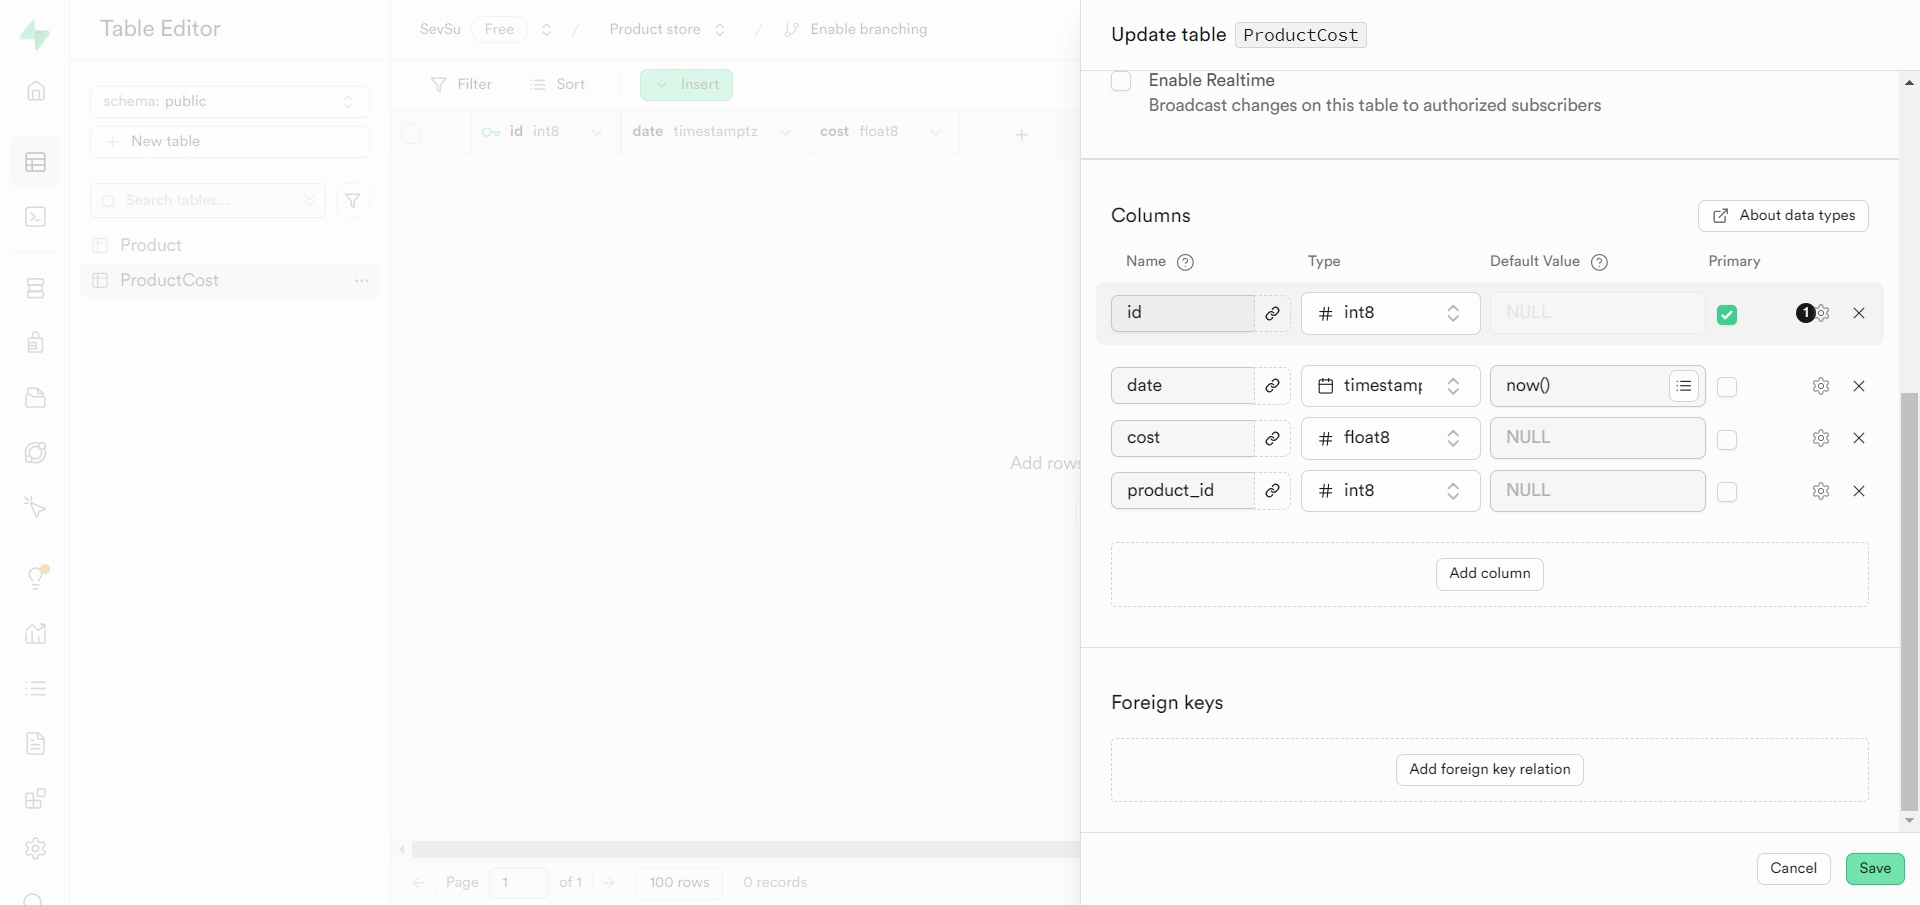 Table Editor
SevSu Free / Product store / Enable branching
schema: public
New table
Search tables...
Product
ProductCost
Filter Sort Insert
id int8 date timestamptz cost float8
Add rows
Page 1 of 1 100 rows 0 records
Update table ProductCost
Enable Realtime
Broadcast changes on this table to authorized subscribers
Columns
About data types
Name Type Default Value Primary
id int8 NULL 1
date timestamp now()
cost float8 NULL
product_id int8 NULL
Add column
Foreign keys
Add foreign key relation
Cancel Save